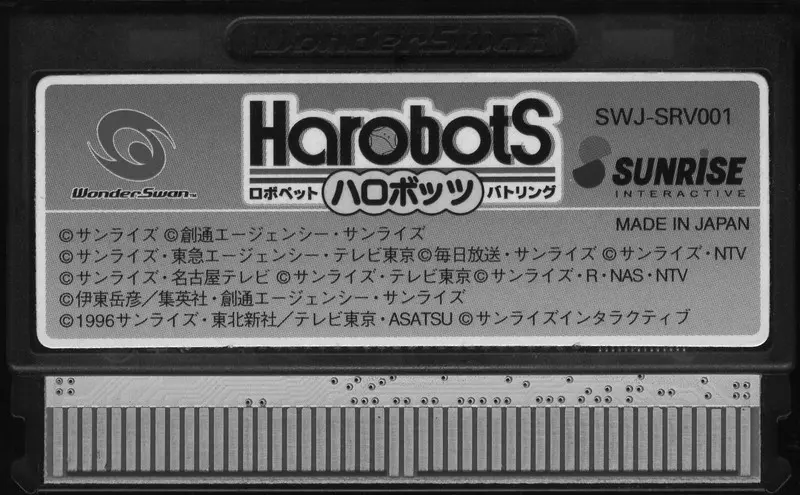 WonderSwan
HarobotS
SWJ-SRV001
WonderSwan™
ロボペット ハロボッツ バトリング
SUNRISE
INTERACTIVE
MADE IN JAPAN
©サンライズ ©創通エージェンシー・サンライズ
©サンライズ・東急エージェンシー・テレビ東京©毎日放送・サンライズ ©サンライズ・NTV
©サンライズ・名古屋テレビ ©サンライズ・テレビ東京©サンライズ・R・NAS・NTV
©伊東岳彦／集英社・創通エージェンシー・サンライズ
©1996サンライズ・東北新社／テレビ東京・ASATSU ©サンライズインタラクティブ